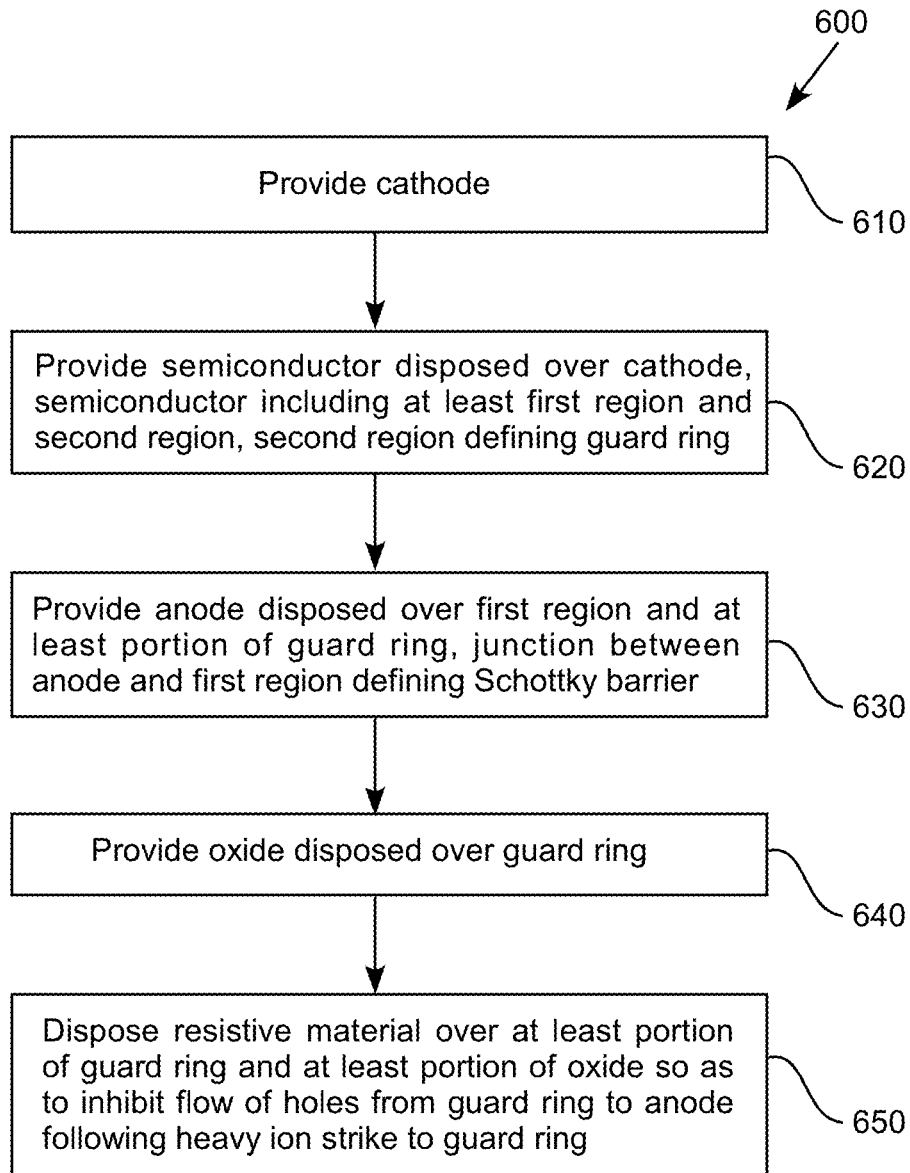 600
Provide cathode
610
Provide semiconductor disposed over cathode,
semiconductor including at least first region and
second region, second region defining guard ring
620
Provide anode disposed over first region and at
least portion of guard ring, junction between
anode and first region defining Schottky barrier
630
Provide oxide disposed over guard ring
640
Dispose resistive material over at least portion
of guard ring and at least portion of oxide so as
to inhibit flow of holes from guard ring to anode
following heavy ion strike to guard ring
650